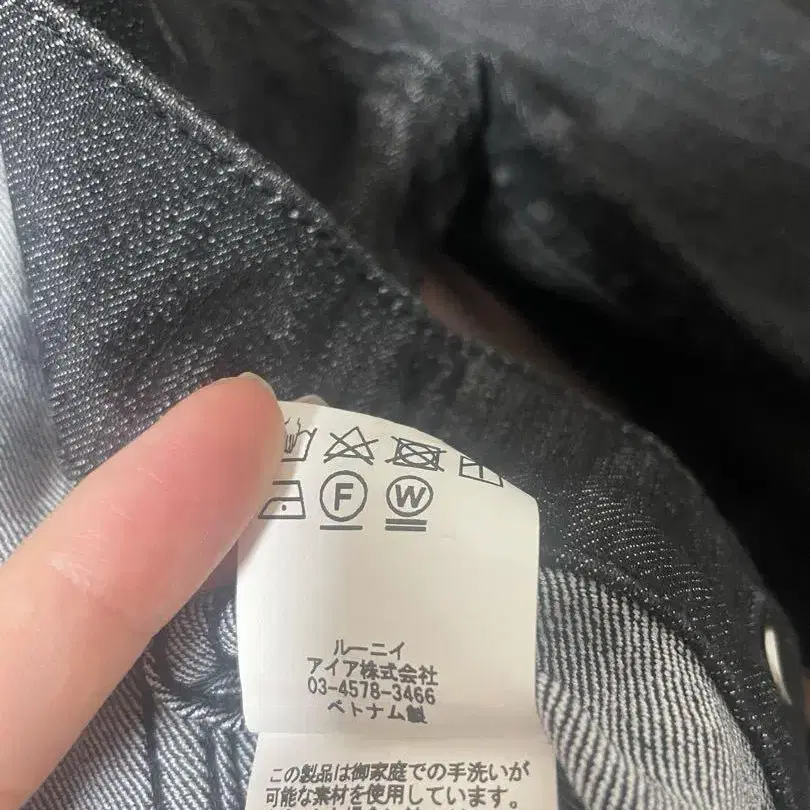 F W
ルーニィ
アイア株式会社
03-4578-3466
ベトナム製
この製品は御家庭での手洗いが
可能な素材を使用しています。